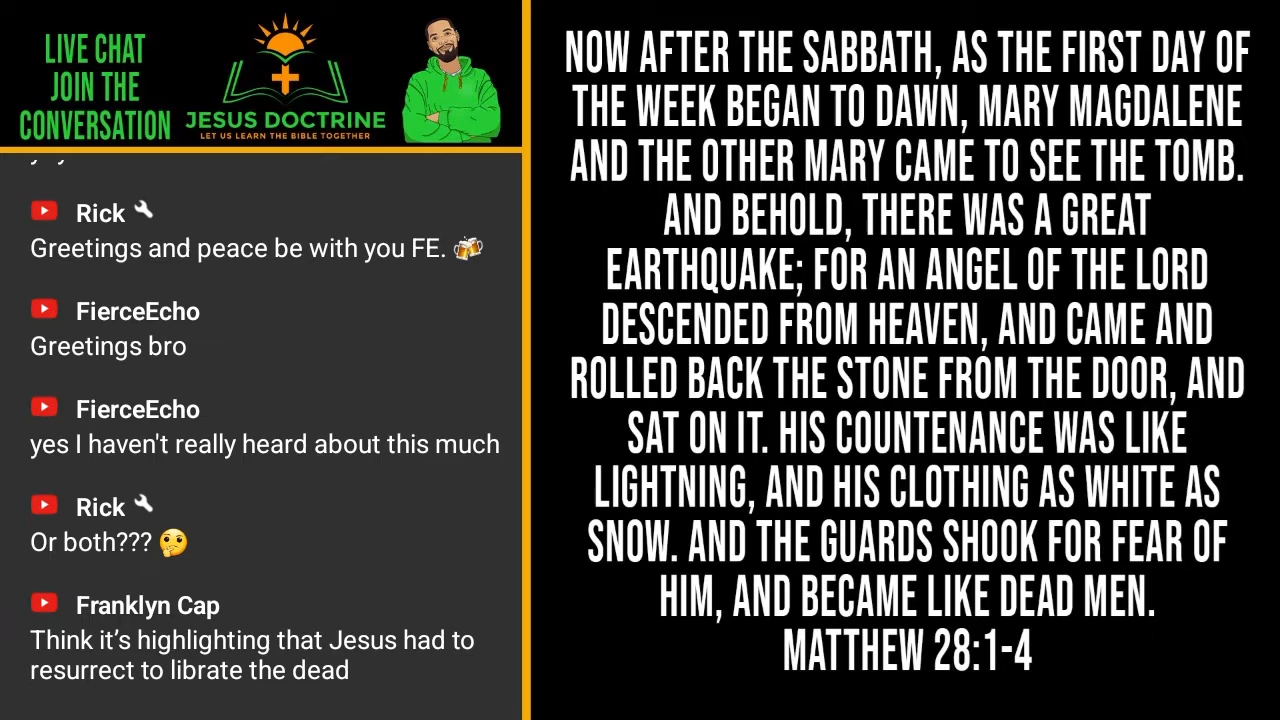 LIVE CHAT
JOIN THE
CONVERSATION
JESUS DOCTRINE
LET US LEARN THE BIBLE TOGETHER
Rick
Greetings and peace be with you FE. 🍻
FierceEcho
Greetings bro
FierceEcho
yes I haven't really heard about this much
Rick
Or both??? 🤔
Franklyn Cap
Think it’s highlighting that Jesus had to
resurrect to librate the dead
NOW AFTER THE SABBATH, AS THE FIRST DAY OF
THE WEEK BEGAN TO DAWN, MARY MAGDALENE
AND THE OTHER MARY CAME TO SEE THE TOMB.
AND BEHOLD, THERE WAS A GREAT
EARTHQUAKE; FOR AN ANGEL OF THE LORD
DESCENDED FROM HEAVEN, AND CAME AND
ROLLED BACK THE STONE FROM THE DOOR, AND
SAT ON IT. HIS COUNTENANCE WAS LIKE
LIGHTNING, AND HIS CLOTHING AS WHITE AS
SNOW. AND THE GUARDS SHOOK FOR FEAR OF
HIM, AND BECAME LIKE DEAD MEN.
MATTHEW 28:1-4